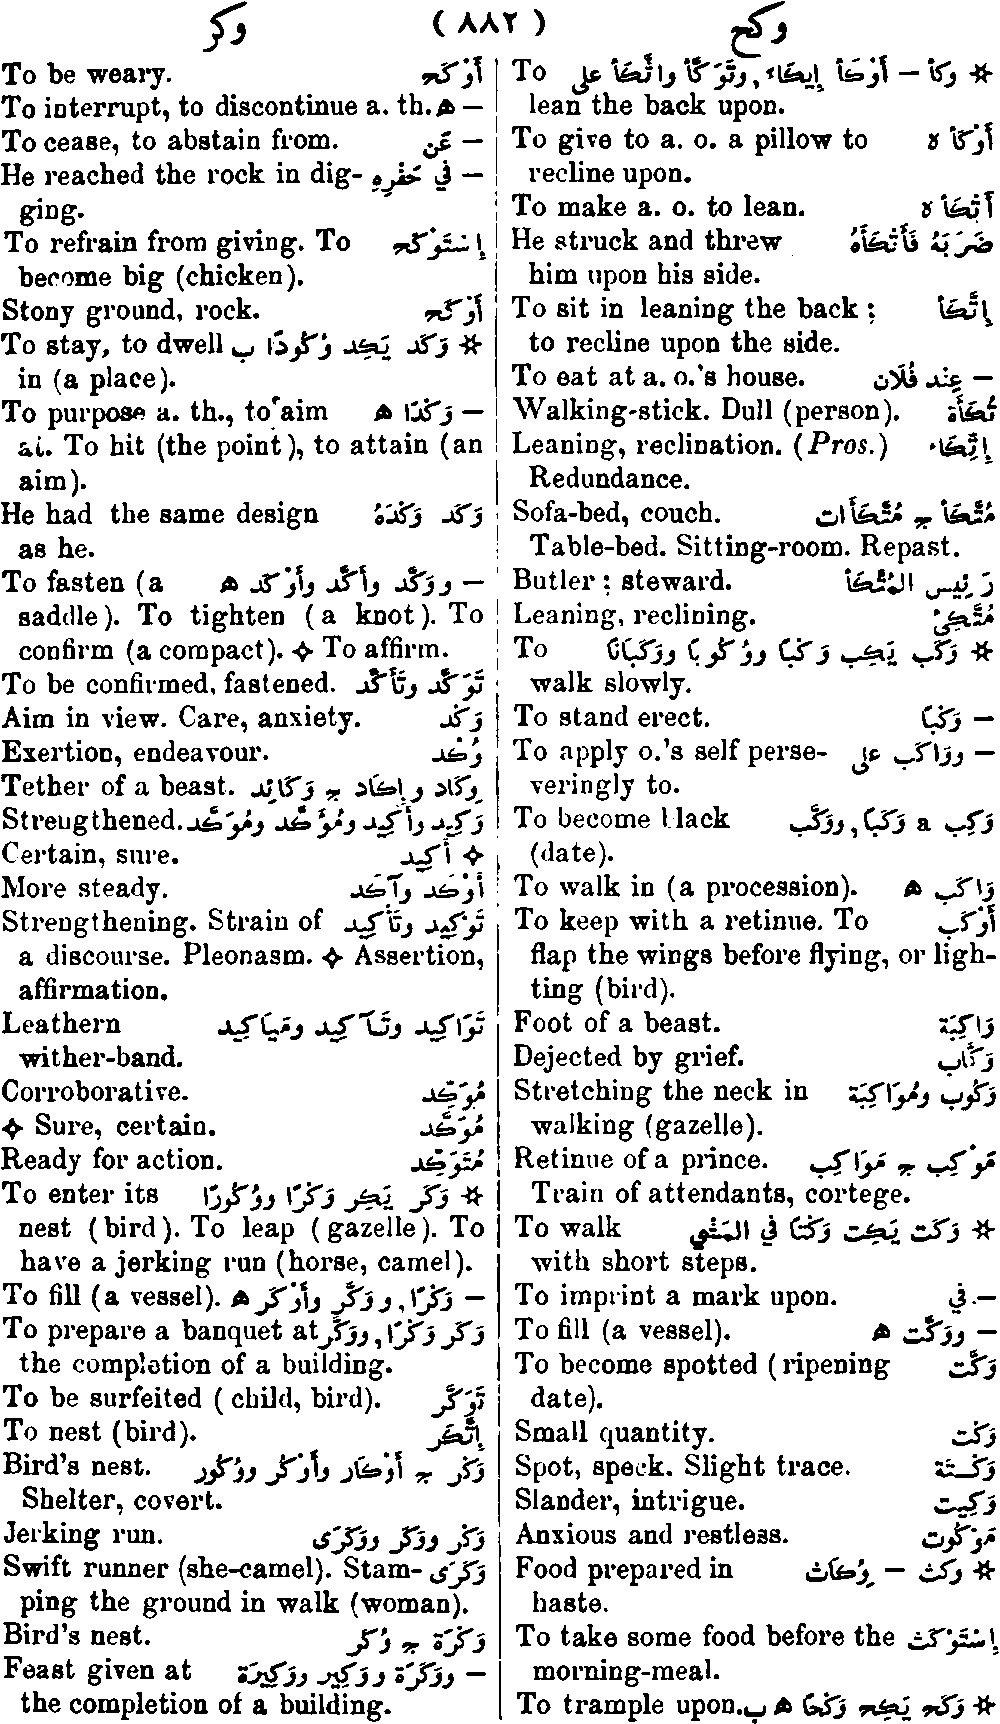 وكح ( ٨٨٢ ) وكر
To ✲ وكأ – أَوْكَأَ إِيكَاء, وتَوَكَّأَ واتَّكَأَ على
lean the back upon.
To give to a. o. a pillow to أَوْكَأَ ه
recline upon.
To make a. o. to lean. أَتْكَأَ ه
He struck and threw ضَرَبَهُ فَأَتْكَأَهُ
him upon his side.
To sit in leaning the back ; إِتَّكَأَ
to recline upon the side.
To eat at a. o.'s house. – عِنْد فُلَان
Walking-stick. Dull (person). تُكَأَة
Leaning, reclination. (Pros.) إِتِّكَاء
Redundance.
Sofa-bed, couch. مُتَّكَأ ج مُتَّكَأَات
Table-bed. Sitting-room. Repast.
Butler ; steward. رَئِيس المُتَّكَأ
Leaning, reclining. مُتَّكِئ
To ✲ وَكَب يَكِب وَكْبًا ووُكُوبًا ووَكَبَانًا
walk slowly.
To stand erect. – وَكْبًا
To apply o.'s self perse- – ووَاكَب على
veringly to.
To become black وَكِب a وَكَبًا, ووَكَّب
(date).
To walk in (a procession). وَاكَب ه
To keep with a retinue. To أَوْكَب
flap the wings before flying, or ligh-
ting (bird).
Foot of a beast. وَاكِبَة
Dejected by grief. وَكَّاب
Stretching the neck in وَكُوب ومُوَاكِبَة
walking (gazelle).
Retinue of a prince. مَوْكِب ج مَوَاكِب
Train of attendants, cortege.
To walk ✲ وَكَت يَكِت وَكْتًا في المَشْي
with short steps.
To imprint a mark upon. – في
To fill (a vessel). – ووَكَّت ه
To become spotted (ripening وَكَّت
date).
Small quantity. وَكْت
Spot, speck. Slight trace. وَكْتَة
Slander, intrigue. وَكِيت
Anxious and restless. مَوْكُوت
Food prepared in ✲ وكث – وِكَاث
haste.
To take some food before the إِسْتَوْكَث
morning-meal.
To trample upon. ✲ وَكَح يَكِح وَكْحًا ه ب
وكر
To be weary. أَوْكَح
To interrupt, to discontinue a. th. – ه
To cease, to abstain from. – عَن
He reached the rock in dig- – في حَفْرِهِ
ging.
To refrain from giving. To إِسْتَوْكَح
become big (chicken).
Stony ground, rock. أَوْكَح
To stay, to dwell ✲ وَكَد يَكِد وُكُودًا ب
in (a place).
To purpose a. th., to aim – وَكْدًا ه
at. To hit (the point), to attain (an
aim).
He had the same design وَكَد وَكْدَهُ
as he.
To fasten (a – ووَكَّد وأَكَّد وأَوْكَد ه
saddle). To tighten (a knot). To
confirm (a compact). ✧ To affirm.
To be confirmed, fastened. تَوَكَّد وتَأَكَّد
Aim in view. Care, anxiety. وَكْد
Exertion, endeavour. وُكْد
Tether of a beast. وِكَاد وإِكَاد ج وَكَائِد
Strengthened. وَكِيد وأَكِيد ومُؤَكَّد ومُوَكَّد
Certain, sure. ✧ أَكِيد
More steady. أَوْكَد وآكَد
Strengthening. Strain of تَوْكِيد وتَأْكِيد
a discourse. Pleonasm. ✧ Assertion,
affirmation.
Leathern تَوَاكِيد وتَآكِيد ومَيَاكِيد
wither-band.
Corroborative. مُوَكِّد
✧ Sure, certain. مُوَكَّد
Ready for action. مُتَوَكِّد
To enter its ✲ وَكَر يَكِر وَكْرًا ووُكُورًا
nest (bird). To leap (gazelle). To
have a jerking run (horse, camel).
To fill (a vessel). – وَكْرًا, ووَكَّر وأَوْكَر ه
To prepare a banquet at وَكَر وَكْرًا, ووَكَّر
the completion of a building.
To be surfeited (child, bird). تَوَكَّر
To nest (bird). إِتَّكَر
Bird's nest. وَكْر ج أَوْكَار وأَوْكُر ووُكُور
Shelter, covert.
Jerking run. وَكْر ووَكَر ووَكَرَى
Swift runner (she-camel). Stam- وَكَرَى
ping the ground in walk (woman).
Bird's nest. وَكْرَة ج وُكَر
Feast given at – ووَكَرَة ووَكِير ووَكِيرَة
the completion of a building.